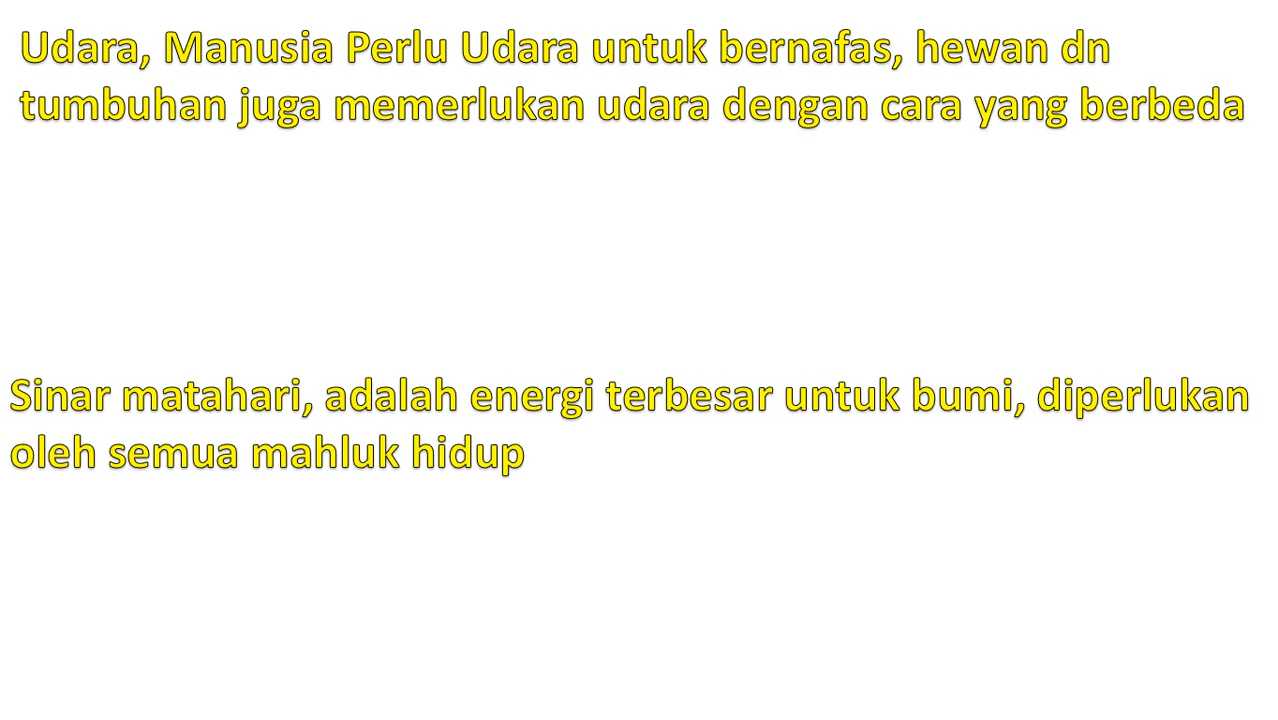 Udara, Manusia Perlu Udara untuk bernafas, hewan dn
tumbuhan juga memerlukan udara dengan cara yang berbeda
Sinar matahari, adalah energi terbesar untuk bumi, diperlukan
oleh semua mahluk hidup